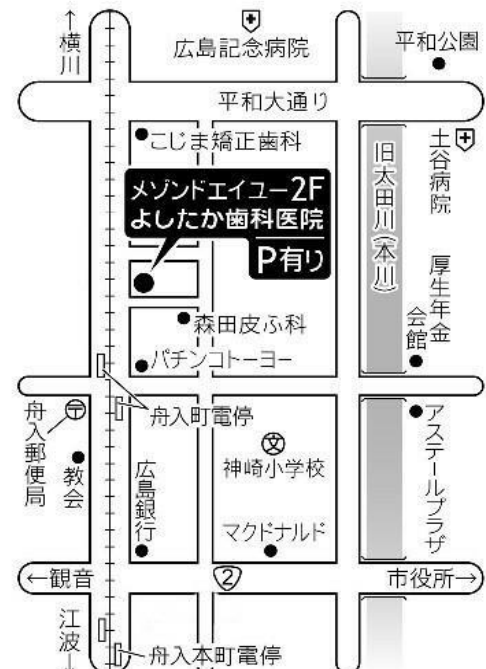 ↑横川
広島記念病院
平和公園
平和大通り
こじま矯正歯科
土谷病院
旧太田川(本川)
メゾンドエイユー2F
よしたか歯科医院
P有り
厚生年金
会館
森田皮ふ科
パチンコトーヨー
舟入町電停
〒
舟入郵便局
教会
文
神崎小学校
アステールプラザ
広島銀行
マクドナルド
←観音
2
市役所→
江波↓
舟入本町電停